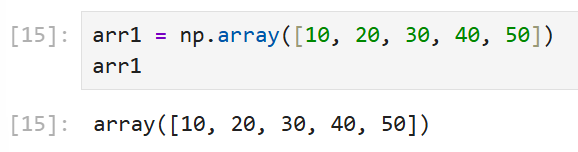 [15]: arr1 = np.array([10, 20, 30, 40, 50])
arr1
[15]: array([10, 20, 30, 40, 50])